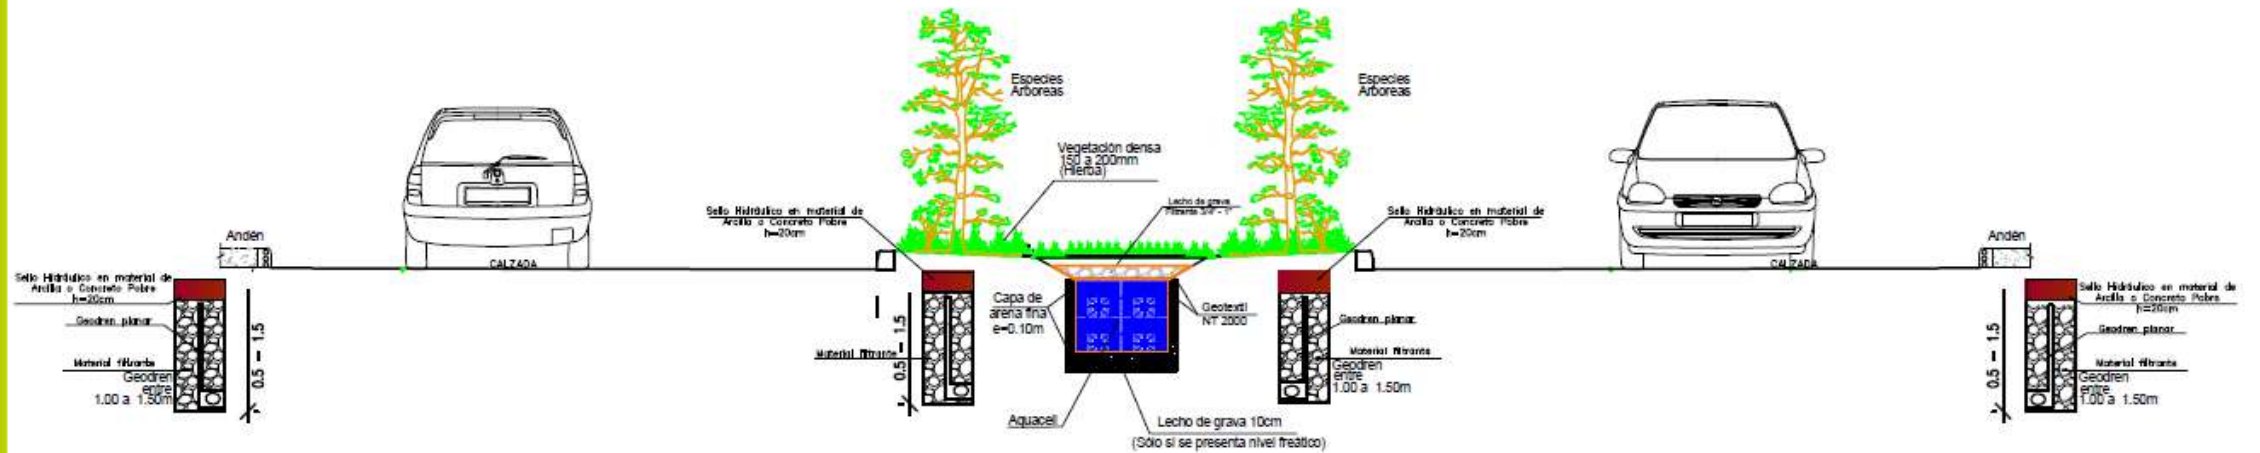 Especies
Arboreas
Especies
Arboreas
Vegetación densa
150 a 200mm
(Hierba)
Lecho de grava
Filtrante 3/4" - 1"
Sello Hidráulico en material de
Arcilla o Concreto Pobre
h=20cm
Sello Hidráulico en material de
Arcilla o Concreto Pobre
h=20cm
Andén
CALZADA
Andén
CALZADA
Sello Hidráulico en material de
Arcilla o Concreto Pobre
h=20cm
Geodren planar
Material filtrante
Geodren
entre
1.00 a 1.50m
0.5 - 1.5
Capa de
arena fina
e=0.10m
Material filtrante
0.5 - 1.5
Geotextil
NT 2000
Geodren planar
Material filtrante
Geodren
entre
1.00 a 1.50m
Aquacell
Lecho de grava 10cm
(Sólo si se presenta nivel freático)
0.5 - 1.5
Sello Hidráulico en material de
Arcilla o Concreto Pobre
h=20cm
Geodren planar
Material filtrante
Geodren
entre
1.00 a 1.50m